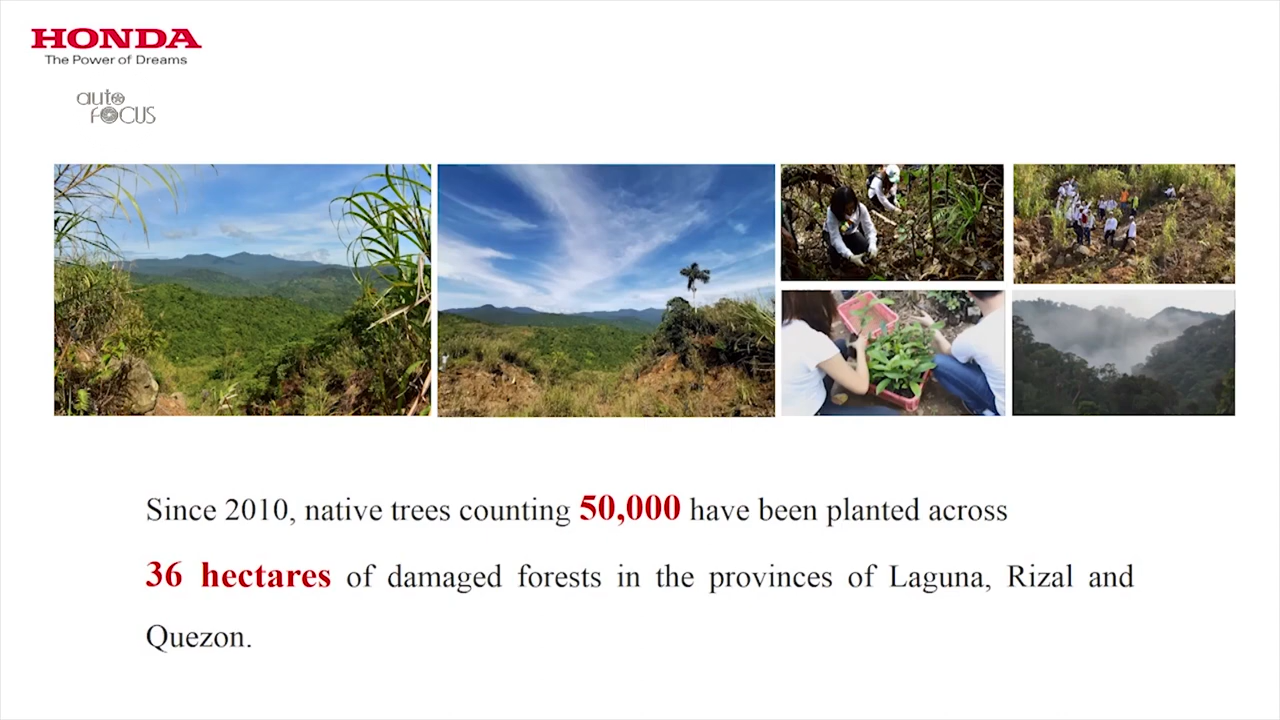 HONDA
The Power of Dreams
auto
FOCUS
Since 2010, native trees counting 50,000 have been planted across
36 hectares of damaged forests in the provinces of Laguna, Rizal and
Quezon.